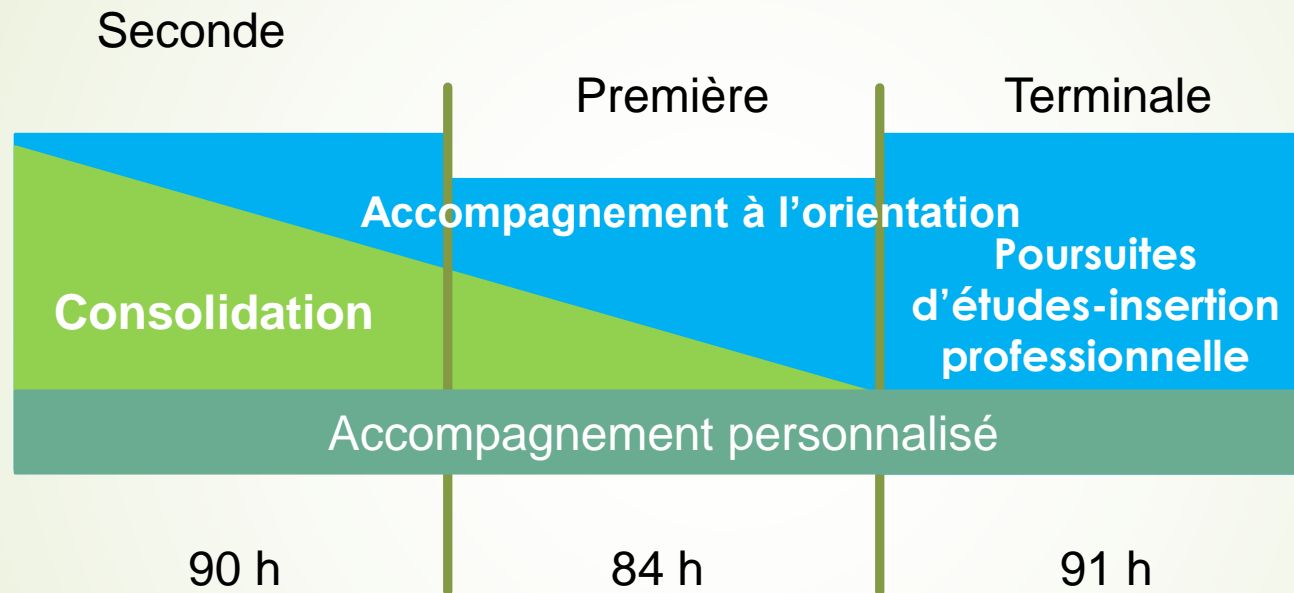 Seconde
Première
Terminale
Accompagnement à l’orientation
Consolidation
Poursuites
d’études-insertion
professionnelle
Accompagnement personnalisé
90 h
84 h
91 h